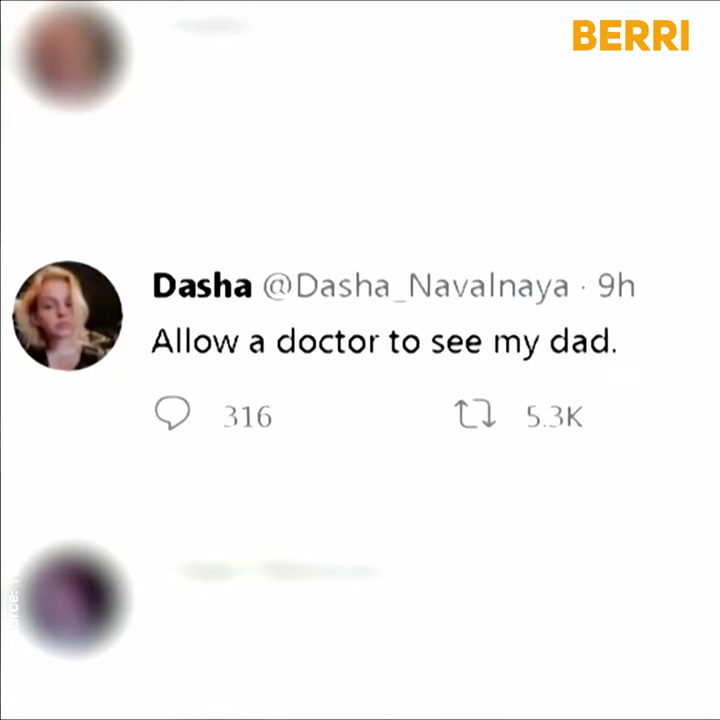 BERRI
Dasha @Dasha_Navalnaya · 9h
Allow a doctor to see my dad.
316 5.3K